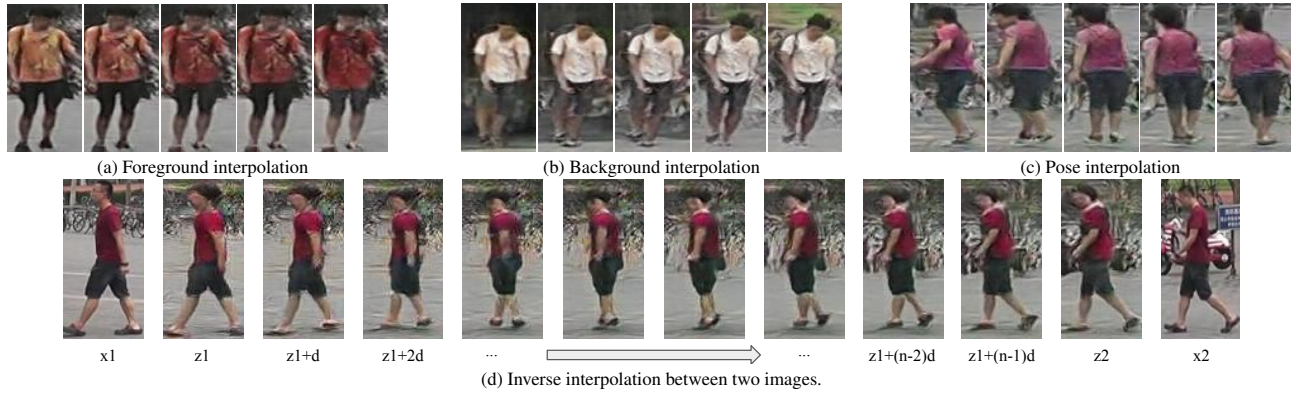 (a) Foreground interpolation
(b) Background interpolation
(c) Pose interpolation
x1
z1
z1+d
z1+2d
...
...
z1+(n-2)d
z1+(n-1)d
z2
x2
(d) Inverse interpolation between two images.